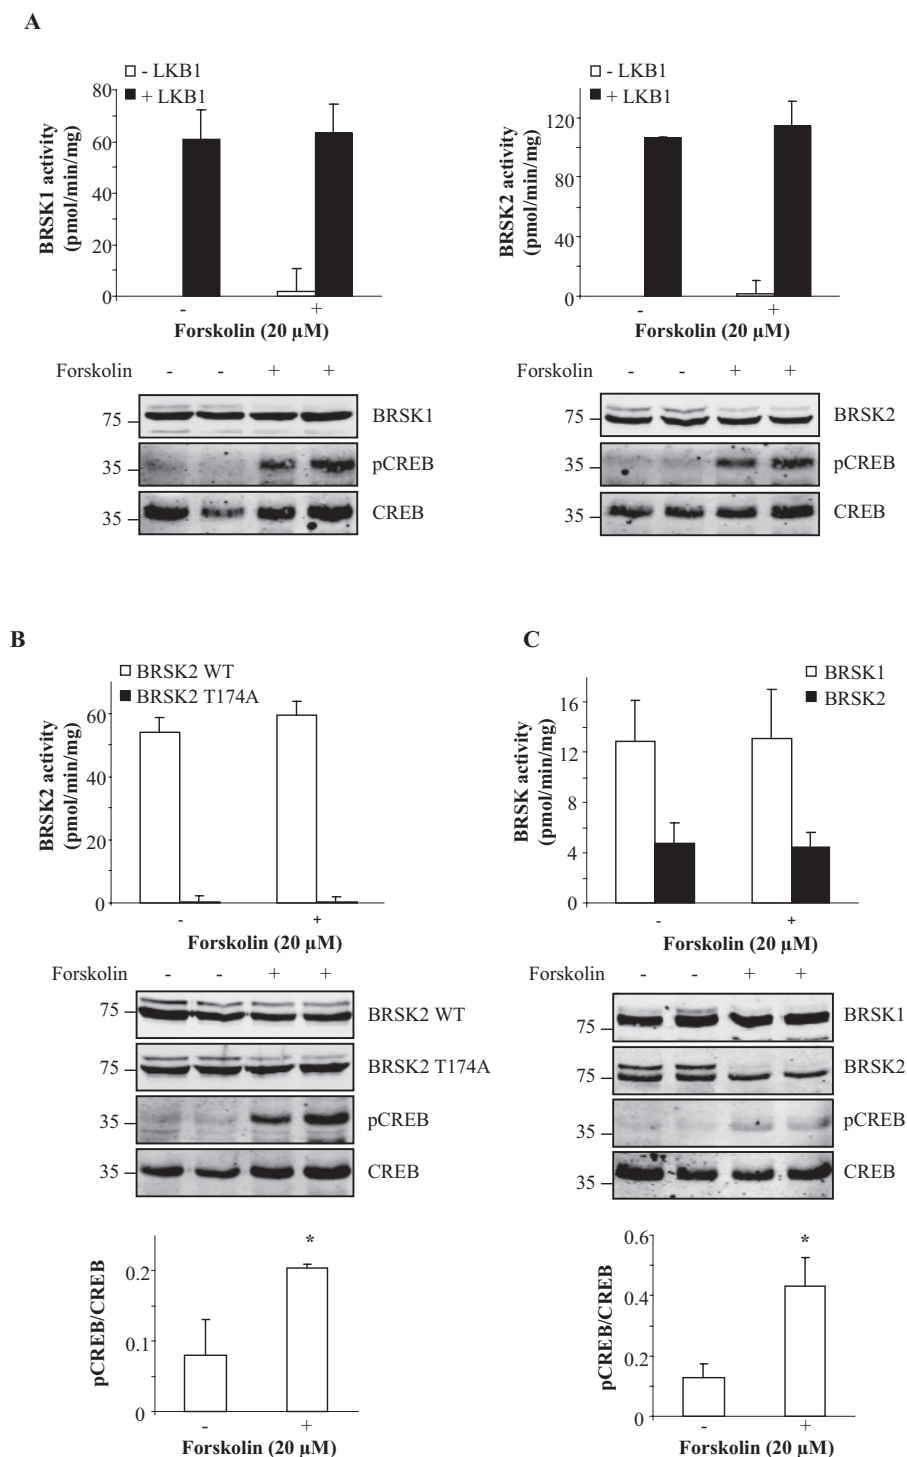 A
- LKB1
+ LKB1
BRSK1 activity
(pmol/min/mg)
80
60
40
20
0
- +
Forskolin (20 µM)
- LKB1
+ LKB1
BRSK2 activity
(pmol/min/mg)
120
80
40
0
- +
Forskolin (20 µM)
Forskolin - - + +
75 BRSK1
35 pCREB
35 CREB
- - + +
75 BRSK2
35 pCREB
35 CREB
B
BRSK2 WT
BRSK2 T174A
BRSK2 activity
(pmol/min/mg)
60
40
20
0
- +
Forskolin (20 µM)
Forskolin - - + +
75 BRSK2 WT
75 BRSK2 T174A
35 pCREB
35 CREB
pCREB/CREB
0.2
0.1
0
*
- +
Forskolin (20 µM)
C
BRSK1
BRSK2
BRSK activity
(pmol/min/mg)
16
12
8
4
0
- +
Forskolin (20 µM)
Forskolin - - + +
75 BRSK1
75 BRSK2
35 pCREB
35 CREB
pCREB/CREB
0.6
0.4
0.2
0
*
- +
Forskolin (20 µM)